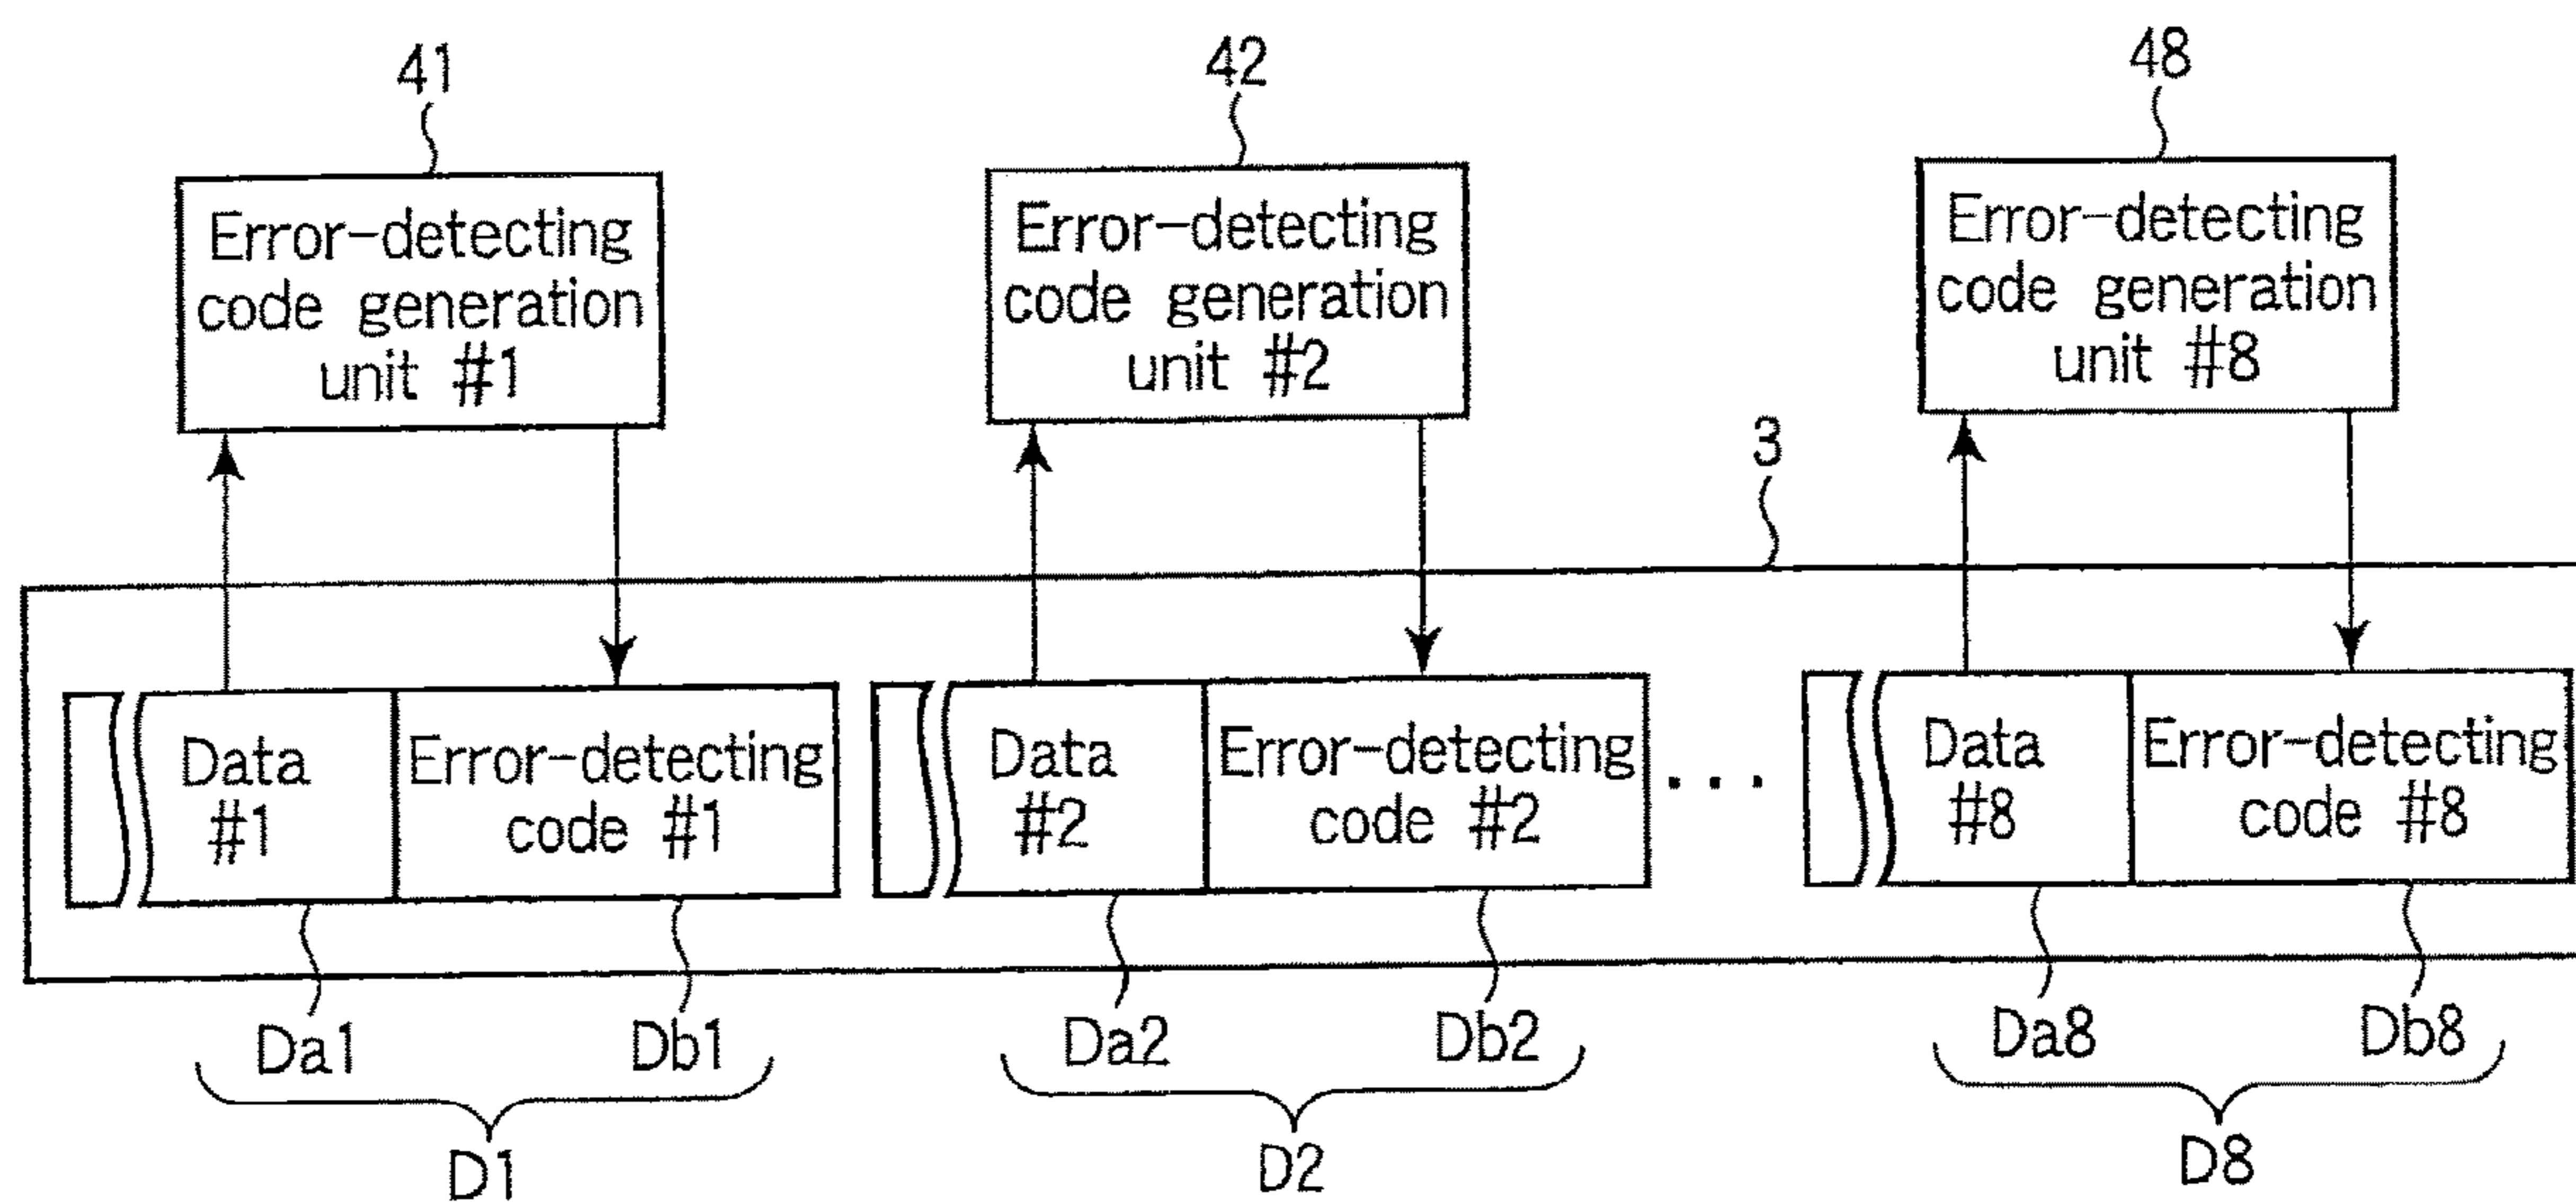 41
42
48
Error-detecting
code generation
unit #1
Error-detecting
code generation
unit #2
Error-detecting
code generation
unit #8
3
Data
#1
Error-detecting
code #1
Data
#2
Error-detecting
code #2
...
Data
#8
Error-detecting
code #8
Da1
Db1
Da2
Db2
Da8
Db8
D1
D2
D8